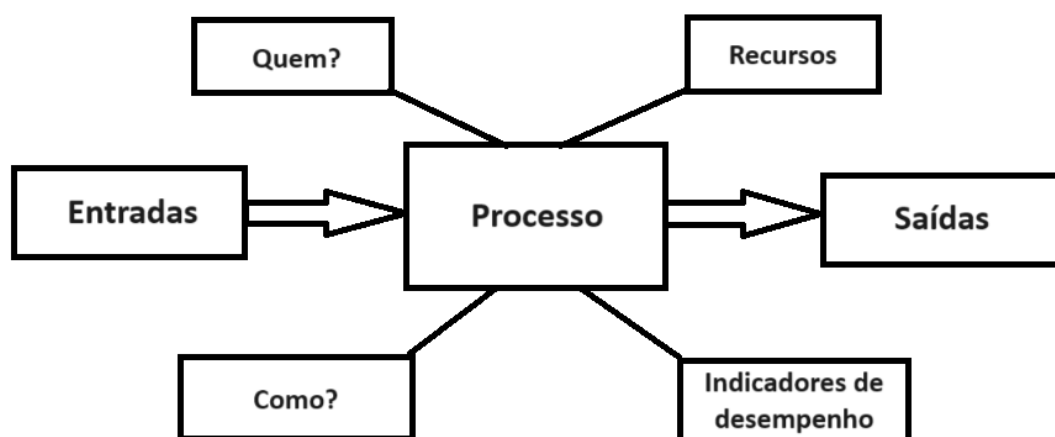 Quem?
Recursos
Entradas
Processo
Saídas
Como?
Indicadores de
desempenho